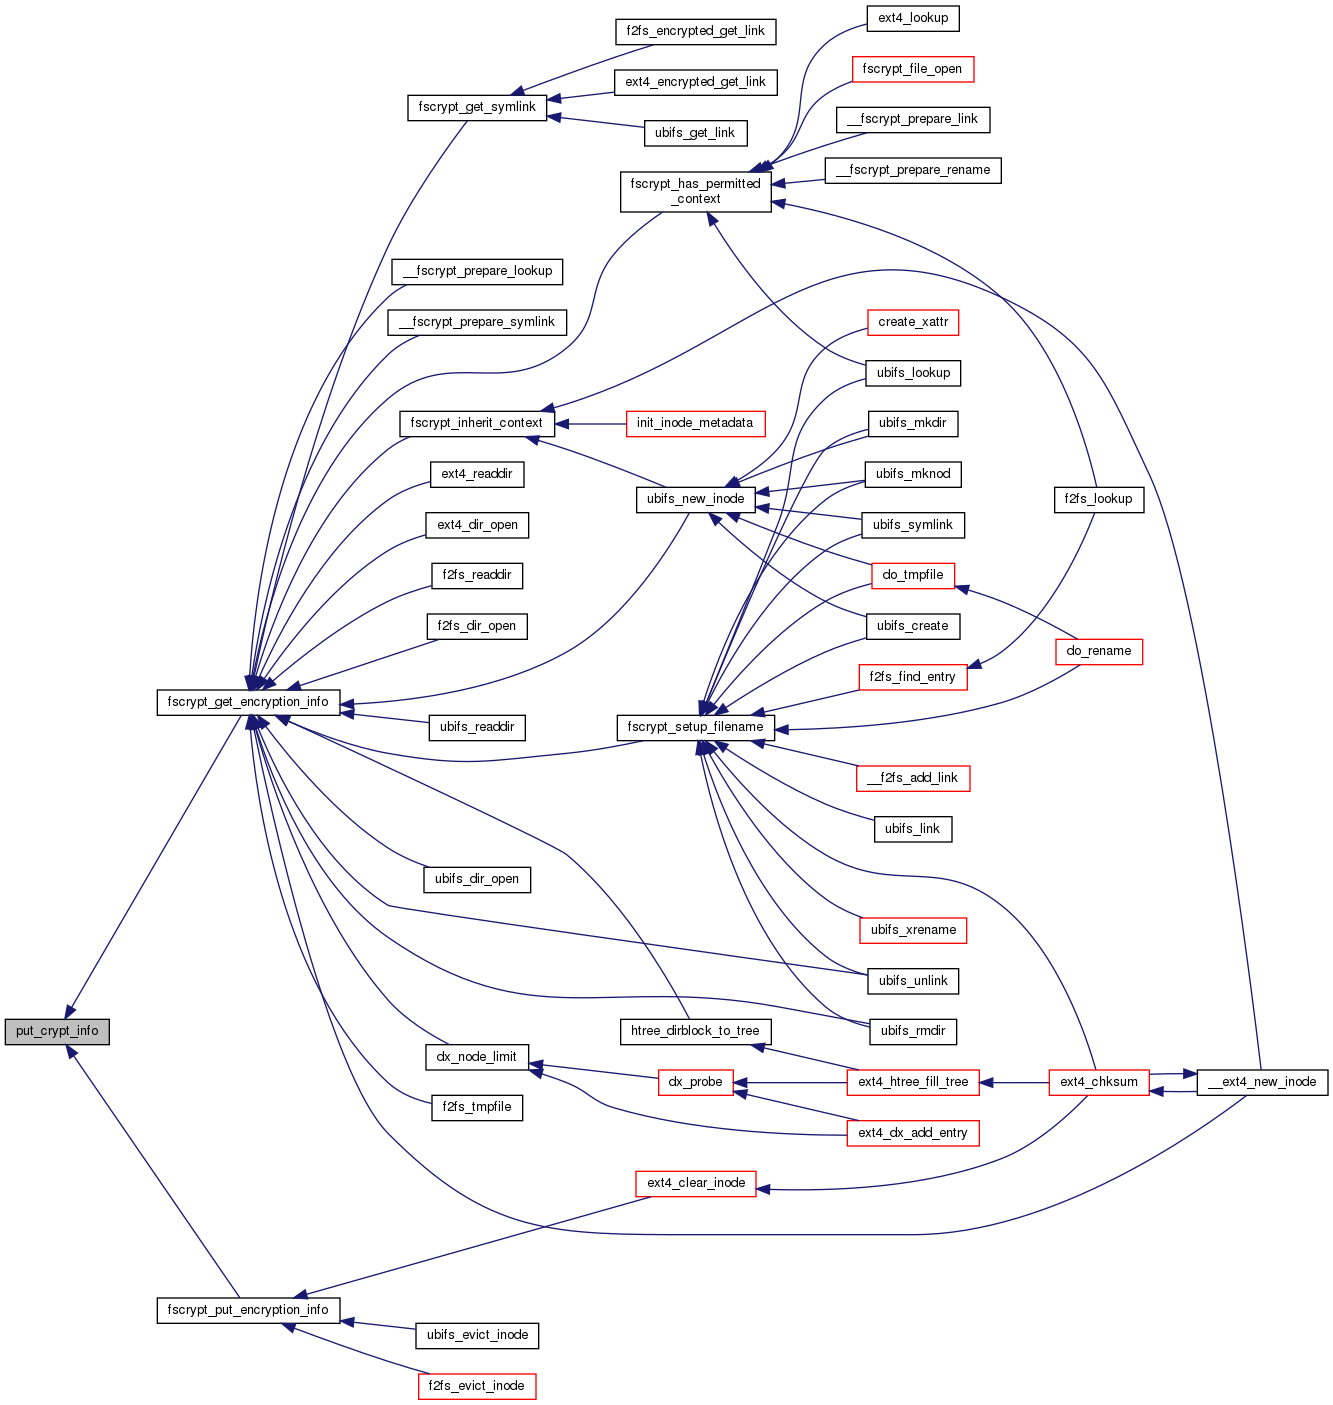 f2fs_encrypted_get_link
ext4_encrypted_get_link
fscrypt_get_symlink
ubifs_get_link
ext4_lookup
fscrypt_file_open
__fscrypt_prepare_link
__fscrypt_prepare_rename
fscrypt_has_permitted
_context
__fscrypt_prepare_lookup
__fscrypt_prepare_symlink
create_xattr
ubifs_lookup
fscrypt_inherit_context
init_inode_metadata
ubifs_mkdir
ext4_readdir
ubifs_mknod
ubifs_new_inode
f2fs_lookup
ext4_dir_open
ubifs_symlink
f2fs_readdir
do_tmpfile
f2fs_dir_open
ubifs_create
do_rename
f2fs_find_entry
fscrypt_get_encryption_info
ubifs_readdir
fscrypt_setup_filename
__f2fs_add_link
ubifs_link
ubifs_dir_open
ubifs_xrename
ubifs_unlink
put_crypt_info
htree_dirblock_to_tree
ubifs_rmdir
dx_node_limit
dx_probe
ext4_htree_fill_tree
ext4_chksum
__ext4_new_inode
f2fs_tmpfile
ext4_dx_add_entry
ext4_clear_inode
fscrypt_put_encryption_info
ubifs_evict_inode
f2fs_evict_inode